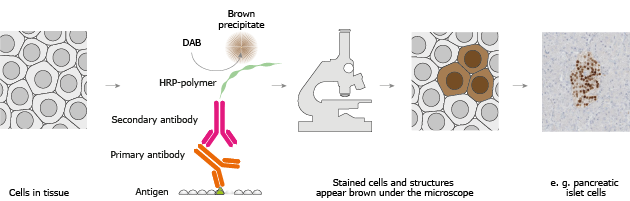 Brown
precipitate
DAB
HRP-polymer
Secondary antibody
Primary antibody
Antigen
Cells in tissue
Stained cells and structures
appear brown under the microscope
e. g. pancreatic
islet cells